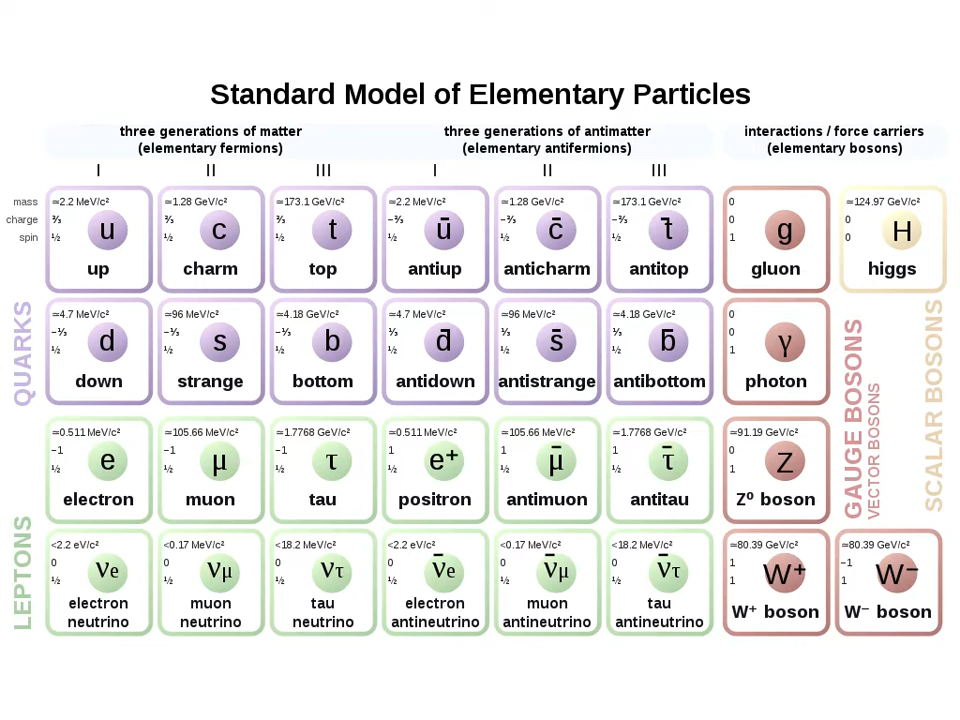 Standard Model of Elementary Particles
three generations of matter
(elementary fermions)
three generations of antimatter
(elementary antifermions)
interactions / force carriers
(elementary bosons)
I II III I II III
mass ≃2.2 MeV/c² ≃1.28 GeV/c² ≃173.1 GeV/c² ≃2.2 MeV/c² ≃1.28 GeV/c² ≃173.1 GeV/c² 0 ≃124.97 GeV/c²
charge ⅔ ⅔ ⅔ −⅔ −⅔ −⅔ 0 0
spin ½ ½ ½ ½ ½ ½ 1 0
u c t ū c̄ t̄ g H
up charm top antiup anticharm antitop gluon higgs
QUARKS
≃4.7 MeV/c² ≃96 MeV/c² ≃4.18 GeV/c² ≃4.7 MeV/c² ≃96 MeV/c² ≃4.18 GeV/c² 0
−⅓ −⅓ −⅓ ⅓ ⅓ ⅓ 0
½ ½ ½ ½ ½ ½ 1
d s b d̄ s̄ b̄ γ
down strange bottom antidown antistrange antibottom photon
≃0.511 MeV/c² ≃105.66 MeV/c² ≃1.7768 GeV/c² ≃0.511 MeV/c² ≃105.66 MeV/c² ≃1.7768 GeV/c² ≃91.19 GeV/c²
−1 −1 −1 1 1 1 0
½ ½ ½ ½ ½ ½ 1
e μ τ e⁺ μ̄ τ̄ Z
electron muon tau positron antimuon antitau Z⁰ boson
GAUGE BOSONS
VECTOR BOSONS
SCALAR BOSONS
LEPTONS
<2.2 eV/c² <0.17 MeV/c² <18.2 MeV/c² <2.2 eV/c² <0.17 MeV/c² <18.2 MeV/c² ≃80.39 GeV/c² ≃80.39 GeV/c²
0 0 0 0 0 0 1 −1
½ ½ ½ ½ ½ ½ 1 1
νe νμ ντ ν̄e ν̄μ ν̄τ W⁺ W⁻
electron muon tau electron muon tau
neutrino neutrino neutrino antineutrino antineutrino antineutrino W⁺ boson W⁻ boson